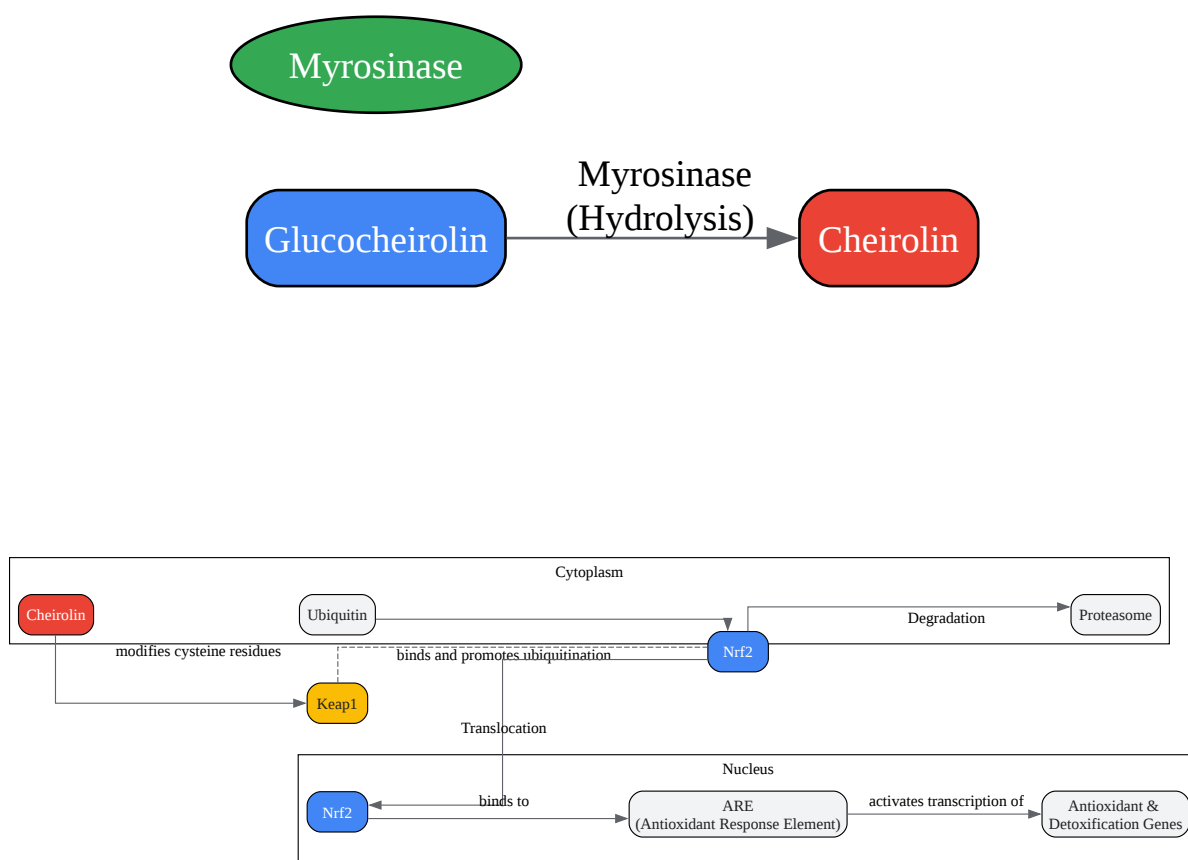 Myrosinase
Myrosinase
(Hydrolysis)
Glucocheirolin
Cheirolin
Cytoplasm
Cheirolin
Ubiquitin
Degradation
Proteasome
modifies cysteine residues
binds and promotes ubiquitination
Nrf2
Keap1
Translocation
Nucleus
Nrf2
binds to
ARE
(Antioxidant Response Element)
activates transcription of
Antioxidant &
Detoxification Genes